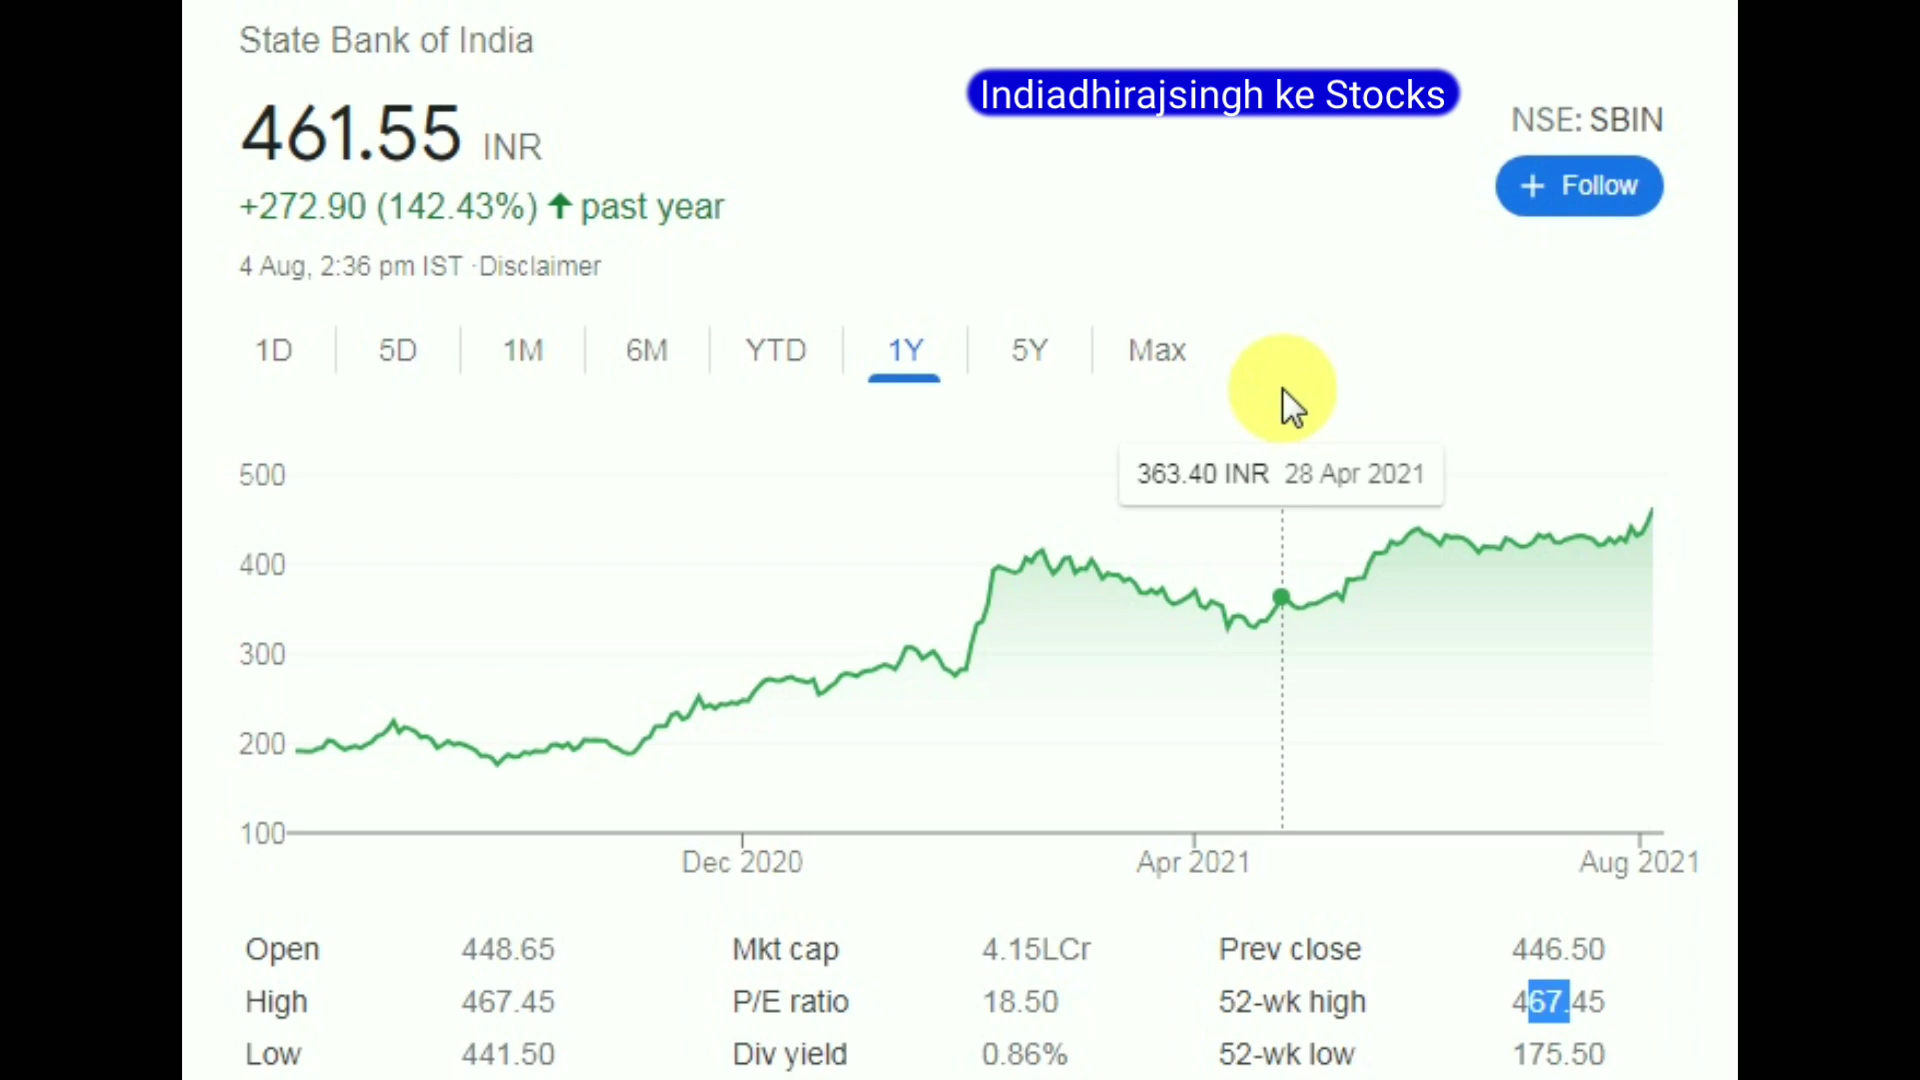 State Bank of India
Indiadhirajsingh ke Stocks
461.55 INR
NSE: SBIN
+272.90 (142.43%) ↑ past year
+ Follow
4 Aug, 2:36 pm IST · Disclaimer
1D 5D 1M 6M YTD 1Y 5Y Max
363.40 INR 28 Apr 2021
500
400
300
200
100
Dec 2020 Apr 2021 Aug 2021
Open 448.65 Mkt cap 4.15LCr Prev close 446.50
High 467.45 P/E ratio 18.50 52-wk high 467.45
Low 441.50 Div yield 0.86% 52-wk low 175.50